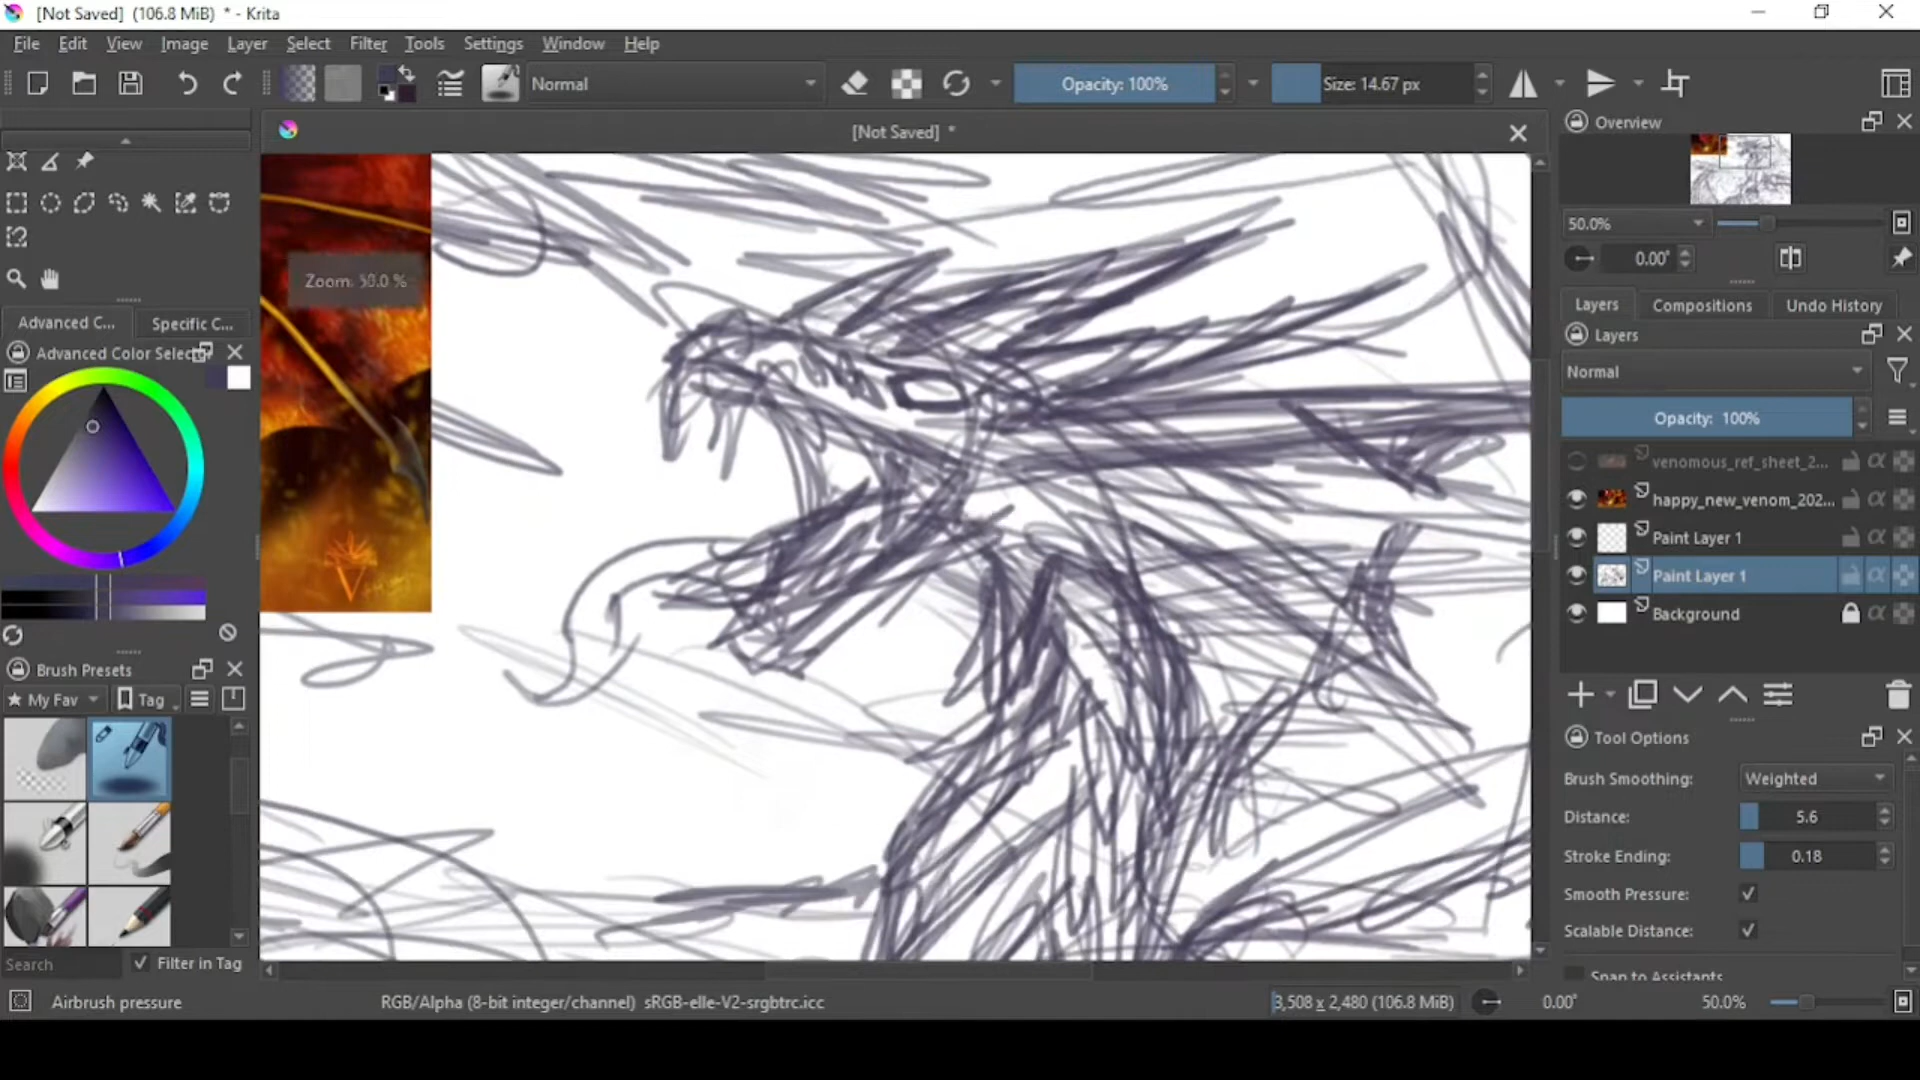 [Not Saved] (106.8 MiB) * - Krita
File Edit View Image Layer Select Filter Tools Settings Window Help
Normal
Opacity: 100%
Size: 14.67 px
[Not Saved] *
Overview
50.0%
0.00°
Zoom: 50.0 %
Advanced C...
Specific C...
Advanced Color Selec
Layers
Compositions
Undo History
Layers
Normal
Opacity: 100%
venomous_ref_sheet_2...
happy_new_venom_202...
Paint Layer 1
Paint Layer 1
Background
Brush Presets
My Fav
Tag
Tool Options
Brush Smoothing:
Weighted
Distance:
5.6
Stroke Ending:
0.18
Smooth Pressure:
Scalable Distance:
Snap to Assistants
Search
Filter in Tag
Airbrush pressure
RGB/Alpha (8-bit integer/channel) sRGB-elle-V2-srgbtrc.icc
3,508 x 2,480 (106.8 MiB)
0.00°
50.0%